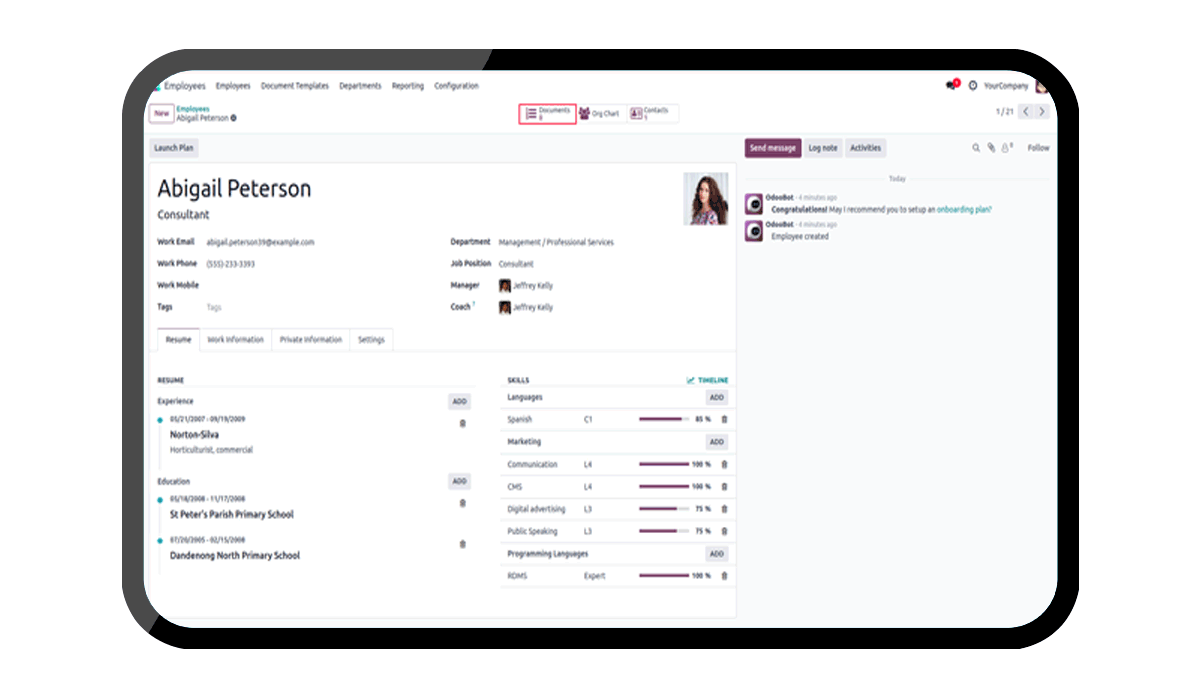 Employees Employees Document Templates Departments Reporting Configuration YourCompany
New Employees Documents Org Chart Contacts
Abigail Peterson 8 5 1 / 21
Launch Plan Send message Log note Activities Follow
Today
Abigail Peterson
Consultant
OdooBot - 4 minutes ago
Congratulations! May I recommend you to setup an onboarding plan?
OdooBot - 4 minutes ago
Employee created
Work Email abigail.peterson39@example.com Department Management / Professional Services
Work Phone (555)-233-3393 Job Position Consultant
Work Mobile Manager Jeffrey Kelly
Tags Tags Coach ? Jeffrey Kelly
Resume Work Information Private Information Settings
RESUME
Experience ADD
05/21/2007 - 09/19/2009
Norton-Silva
Horticulturist, commercial
Education ADD
05/18/2008 - 11/17/2008
St Peter's Parish Primary School
07/20/2005 - 02/15/2008
Dandenong North Primary School
SKILLS TIMELINE
Languages ADD
Spanish C1 85 %
Marketing ADD
Communication L4 100 %
CMS L4 100 %
Digital advertising L3 75 %
Public Speaking L3 75 %
Programming Languages ADD
RDMS Expert 100 %